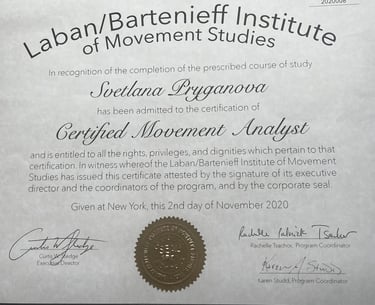 2020008
Laban/Bartenieff Institute
of Movement Studies
In recognition of the completion of the prescribed course of study
Svetlana Pryganova
has been admitted to the certification of
Certified Movement Analyst
and is entitled to all the rights, privileges, and dignities which pertain to that
certification. In witness whereof the Laban/Bartenieff Institute of Movement
Studies has issued this certificate attested by the signature of its executive
director and the coordinators of the program, and by the corporate seal.
Given at New York, this 2nd day of November 2020
Curtis W. Stedge
Executive Director
Rachelle Tsachor, Program Coordinator
Karen Studd, Program Coordinator